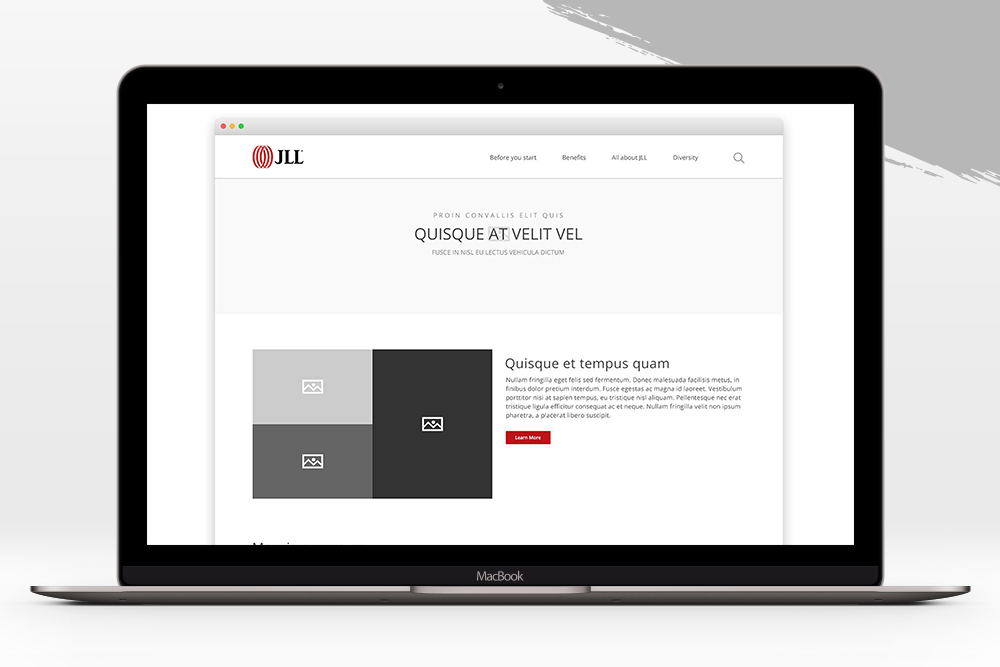 JLL
Before you start Benefits All about JLL Diversity
PROIN CONVALLIS ELIT QUIS
QUISQUE AT VELIT VEL
FUSCE IN NISL EU LECTUS VEHICULA DICTUM
Quisque et tempus quam
Nullam fringilla eget felis sed fermentum. Donec malesuada facilisis metus, in
finibus dolor pretium interdum. Fusce egestas ac magna id laoreet. Vestibulum
porttitor nisi at sapien tempus, eu tristique nisl aliquam. Pellentesque nec erat
tristique ligula efficitur consequat ac et neque. Nullam fringilla velit non ipsum
pharetra, a placerat libero suscipit.
Learn More
MacBook